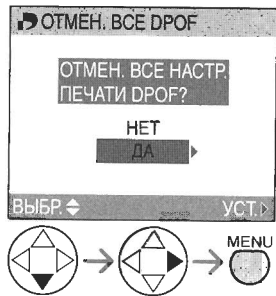 ОТМЕН. ВСЕ DPOF
ОТМЕН. ВСЕ НАСТР.
ПЕЧАТИ DPOF?
НЕТ
ДА
ВЫБР. УСТ.
MENU